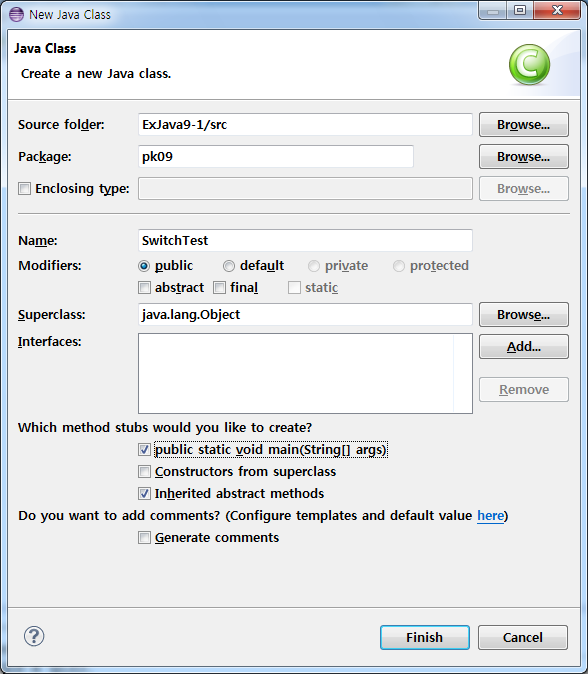 New Java Class
Java Class
Create a new Java class.
Source folder: ExJava9-1/src Browse...
Package: pk09 Browse...
Enclosing type: Browse...
Name: SwitchTest
Modifiers: public default private protected
abstract final static
Superclass: java.lang.Object Browse...
Interfaces: Add...
Remove
Which method stubs would you like to create?
public static void main(String[] args)
Constructors from superclass
Inherited abstract methods
Do you want to add comments? (Configure templates and default value here)
Generate comments
? Finish Cancel